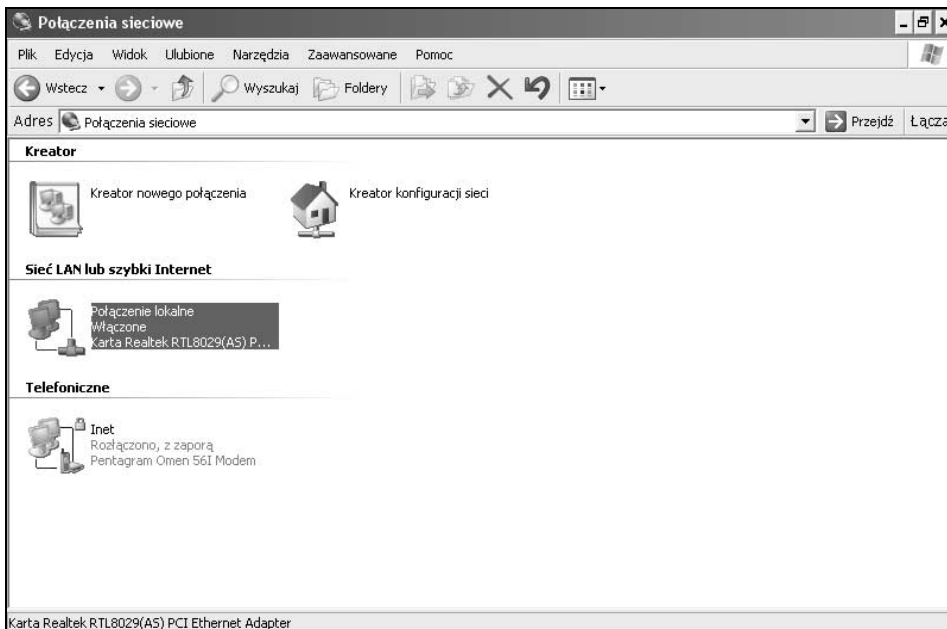 Połączenia sieciowe
Plik Edycja Widok Ulubione Narzędzia Zaawansowane Pomoc
Wstecz Wyszukaj Foldery
Adres Połączenia sieciowe Przejdź Łącza
Kreator
Kreator nowego połączenia Kreator konfiguracji sieci
Sieć LAN lub szybki Internet
Połączenie lokalne
Włączone
Karta Realtek RTL8029(AS) P...
Telefoniczne
Inet
Rozłączono, z zaporą
Pentagram Omen 56I Modem
Karta Realtek RTL8029(AS) PCI Ethernet Adapter